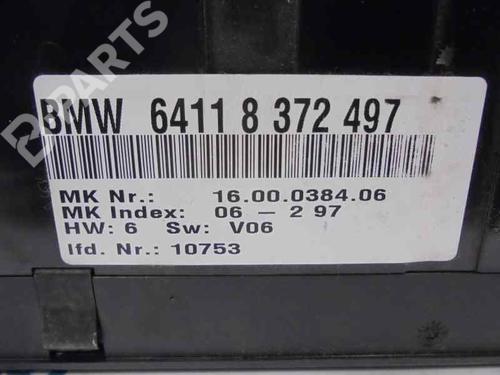 B-PARTS
BMW 6411 8 372 497
MK Nr.: 16.00.0384.06
MK Index: 06 - 2 97
HW: 6 Sw: V06
lfd. Nr.: 10753